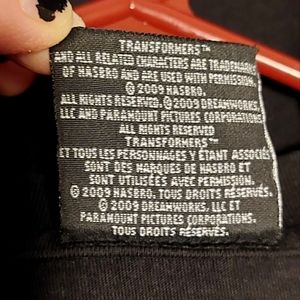 TRANSFORMERS™
AND ALL RELATED CHARACTERS ARE TRADEMARK
OF HASBRO AND ARE USED WITH PERMISSION.
© 2009 HASBRO.
ALL RIGHTS RESERVED. © 2009 DREAMWORKS,
LLC AND PARAMOUNT PICTURES CORPORATIONS
ALL RIGHTS RESERVED
TRANSFORMERS™
ET TOUS LES PERSONNAGES Y ÉTANT ASSOCIÉS
SONT DES MARQUES DE HASBRO ET
SONT UTILISÉES AVEC PERMISSION.
© 2009 HASBRO. TOUS DROITS RÉSERVÉS.
© 2009 DREAMWORKS, LLC ET
PARAMOUNT PICTURES CORPORATIONS.
TOUS DROITS RÉSERVÉS.